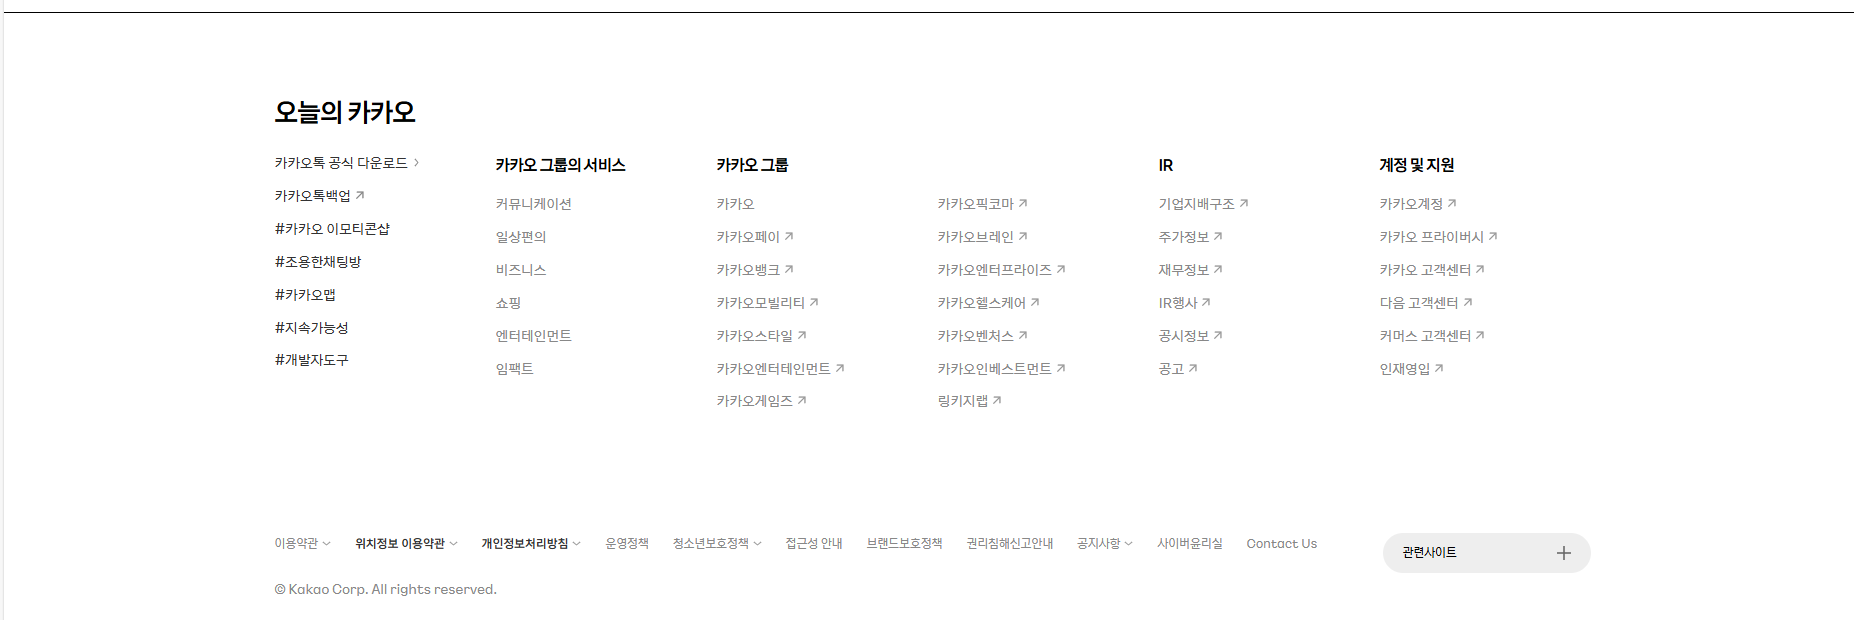 오늘의 카카오
카카오톡 공식 다운로드
카카오톡백업
#카카오 이모티콘샵
#조용한채팅방
#카카오맵
#지속가능성
#개발자도구
카카오 그룹의 서비스
커뮤니케이션
일상편의
비즈니스
쇼핑
엔터테인먼트
임팩트
카카오 그룹
카카오
카카오페이
카카오뱅크
카카오모빌리티
카카오스타일
카카오엔터테인먼트
카카오게임즈
카카오픽코마
카카오브레인
카카오엔터프라이즈
카카오헬스케어
카카오벤처스
카카오인베스트먼트
링키지랩
IR
기업지배구조
주가정보
재무정보
IR행사
공시정보
공고
계정 및 지원
카카오계정
카카오 프라이버시
카카오 고객센터
다음 고객센터
커머스 고객센터
인재영입
이용약관 위치정보 이용약관 개인정보처리방침 운영정책 청소년보호정책 접근성 안내 브랜드보호정책 권리침해신고안내 공지사항 사이버윤리실 Contact Us
관련사이트
© Kakao Corp. All rights reserved.